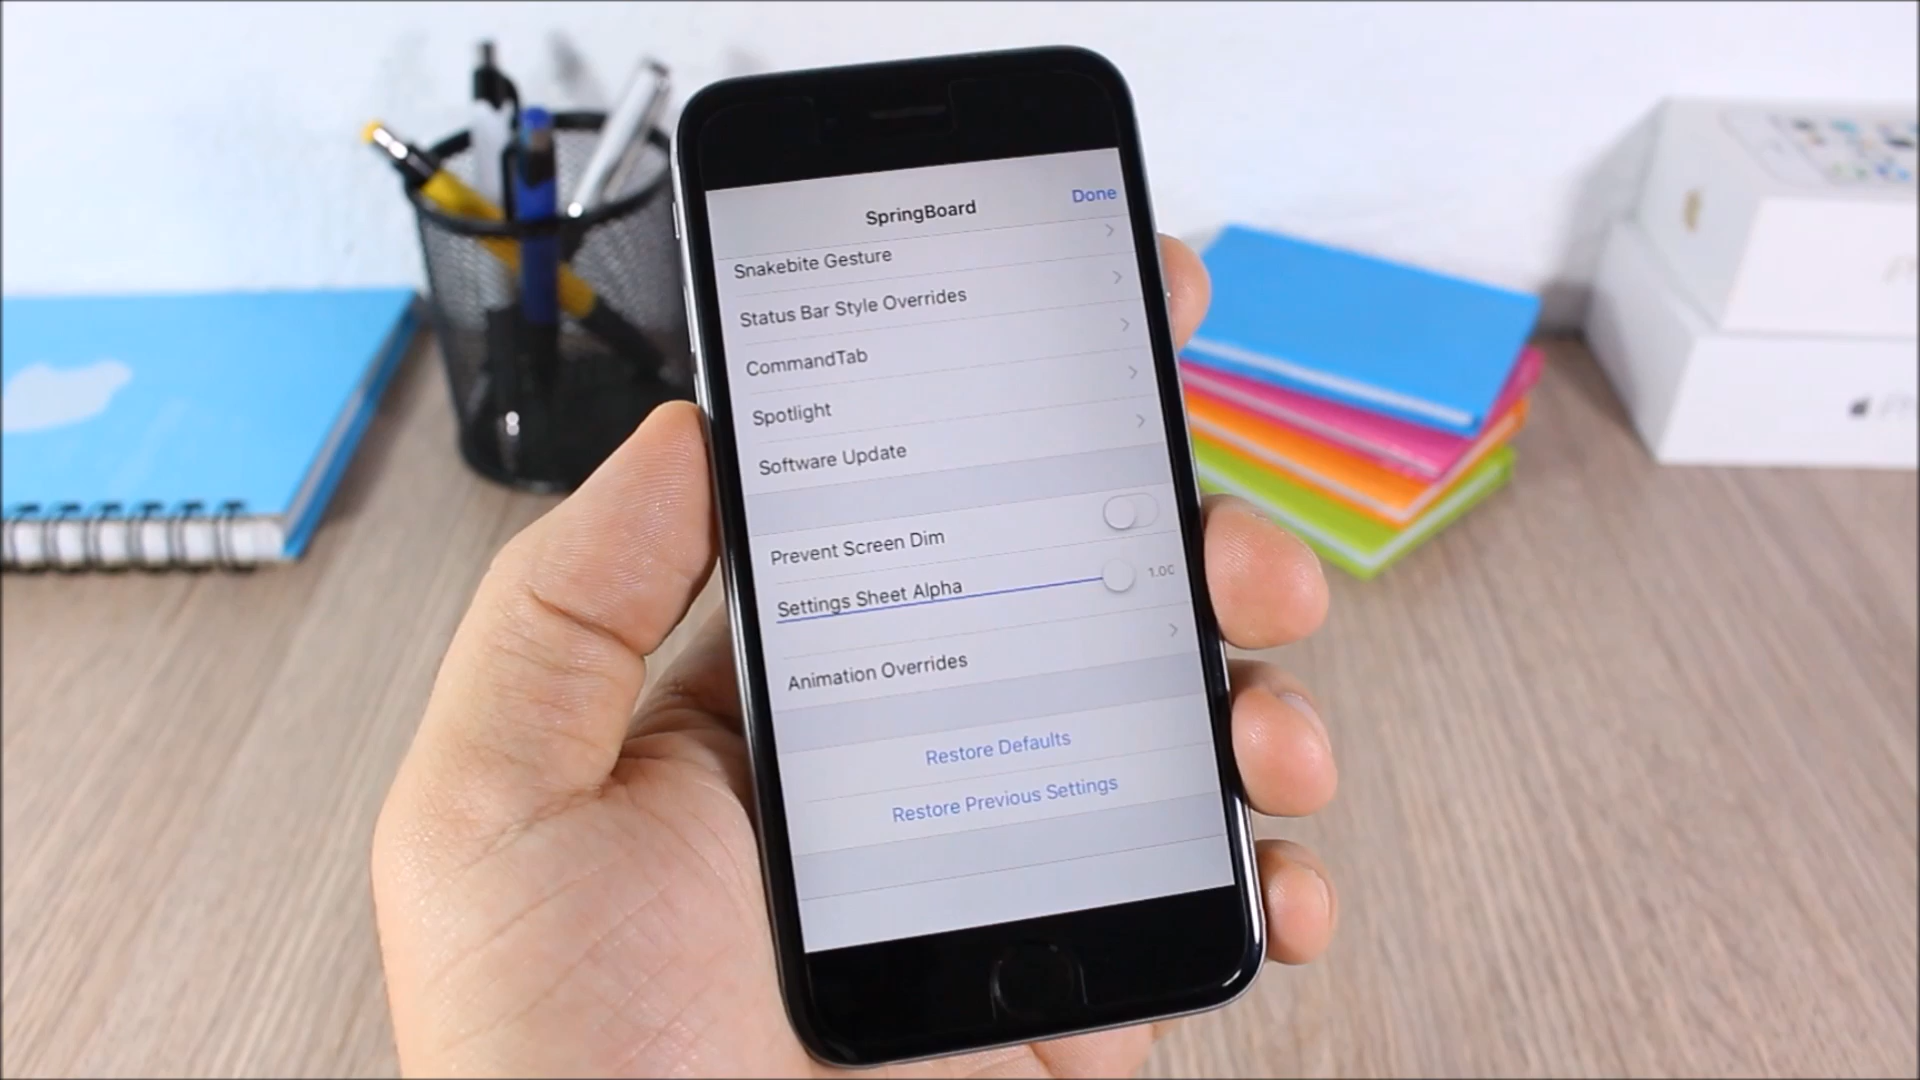 SpringBoard
Done
Snakebite Gesture
Status Bar Style Overrides
CommandTab
Spotlight
Software Update
Prevent Screen Dim
Settings Sheet Alpha
1.00
Animation Overrides
Restore Defaults
Restore Previous Settings